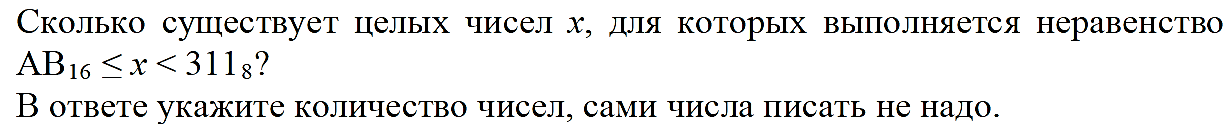 Сколько существует целых чисел x, для которых выполняется неравенство
AB₁₆ ≤ x < 311₈?
В ответе укажите количество чисел, сами числа писать не надо.